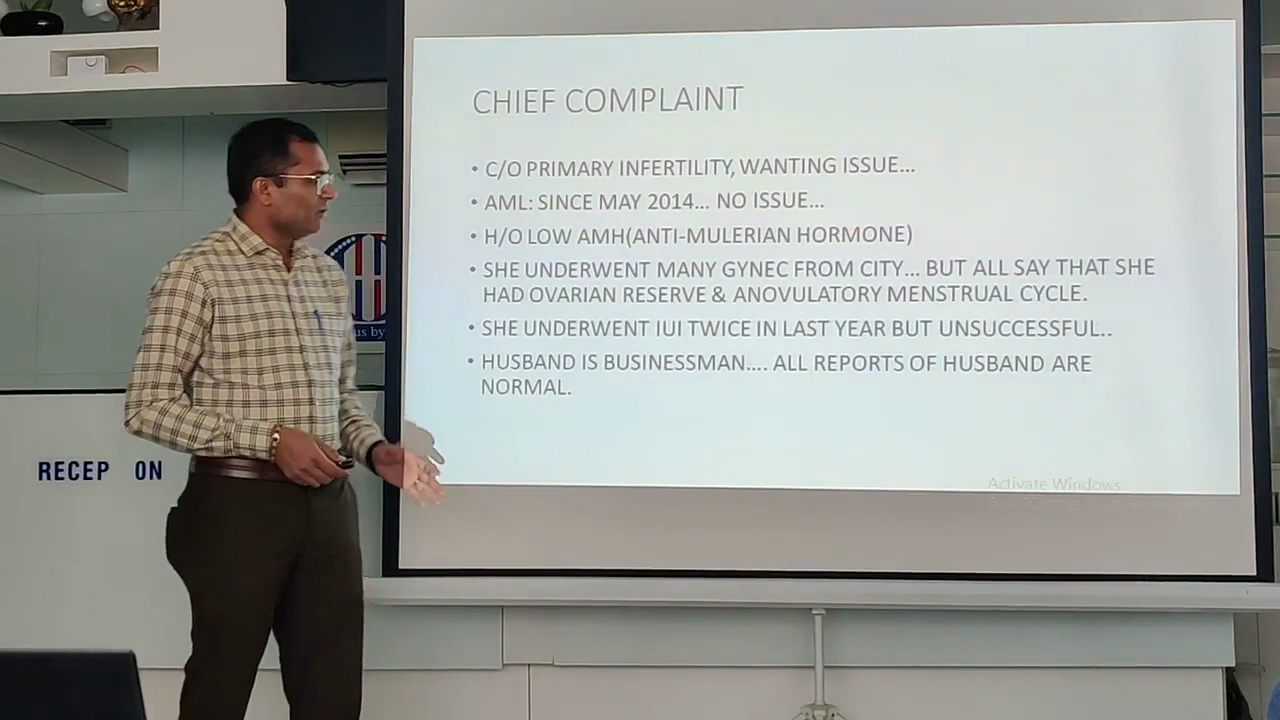 CHIEF COMPLAINT
• C/O PRIMARY INFERTILITY, WANTING ISSUE...
• AML: SINCE MAY 2014... NO ISSUE...
• H/O LOW AMH(ANTI-MULERIAN HORMONE)
• SHE UNDERWENT MANY GYNEC FROM CITY... BUT ALL SAY THAT SHE
HAD OVARIAN RESERVE & ANOVULATORY MENSTRUAL CYCLE.
• SHE UNDERWENT IUI TWICE IN LAST YEAR BUT UNSUCCESSFUL..
• HUSBAND IS BUSINESSMAN.... ALL REPORTS OF HUSBAND ARE
NORMAL.
Activate Windows
us by
RECEP ON